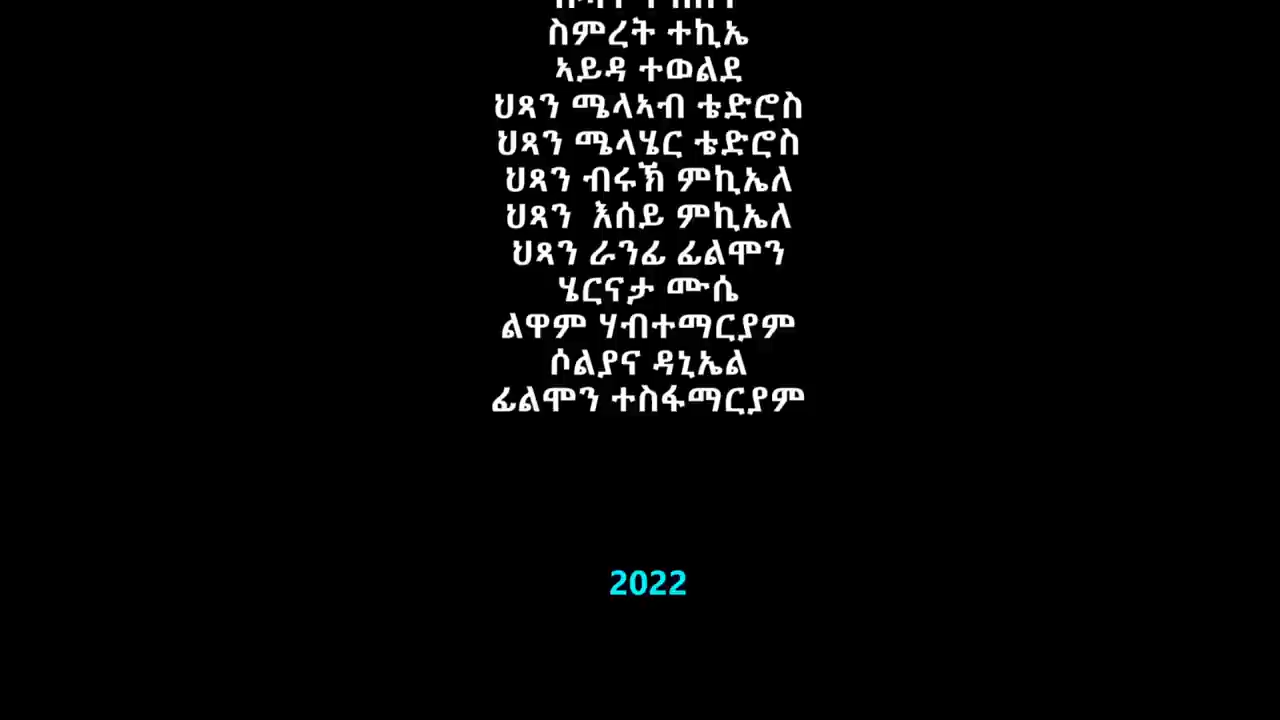 ስምረት ተኪኤ
ኣይዳ ተወልደ
ህጻን ሜላኣብ ቴድሮስ
ህጻን ሜላሄር ቴድሮስ
ህጻን ብሩኽ ምኪኤለ
ህጻን እሰይ ምኪኤለ
ህጻን ራንፊ ፊልሞን
ሄርናታ ሙሴ
ልዋም ሃብተማርያም
ሶልያና ዳኒኤል
ፊልሞን ተስፋማርያም
2022